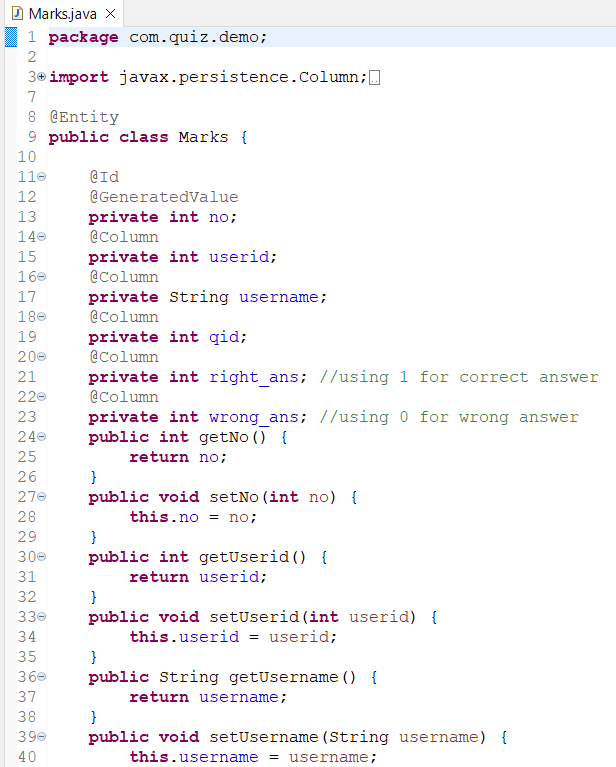 Marks.java
1 package com.quiz.demo;
2
3 import javax.persistence.Column;
7
8 @Entity
9 public class Marks {
10
11 @Id
12 @GeneratedValue
13 private int no;
14 @Column
15 private int userid;
16 @Column
17 private String username;
18 @Column
19 private int qid;
20 @Column
21 private int right_ans; //using 1 for correct answer
22 @Column
23 private int wrong_ans; //using 0 for wrong answer
24 public int getNo() {
25 return no;
26 }
27 public void setNo(int no) {
28 this.no = no;
29 }
30 public int getUserid() {
31 return userid;
32 }
33 public void setUserid(int userid) {
34 this.userid = userid;
35 }
36 public String getUsername() {
37 return username;
38 }
39 public void setUsername(String username) {
40 this.username = username;